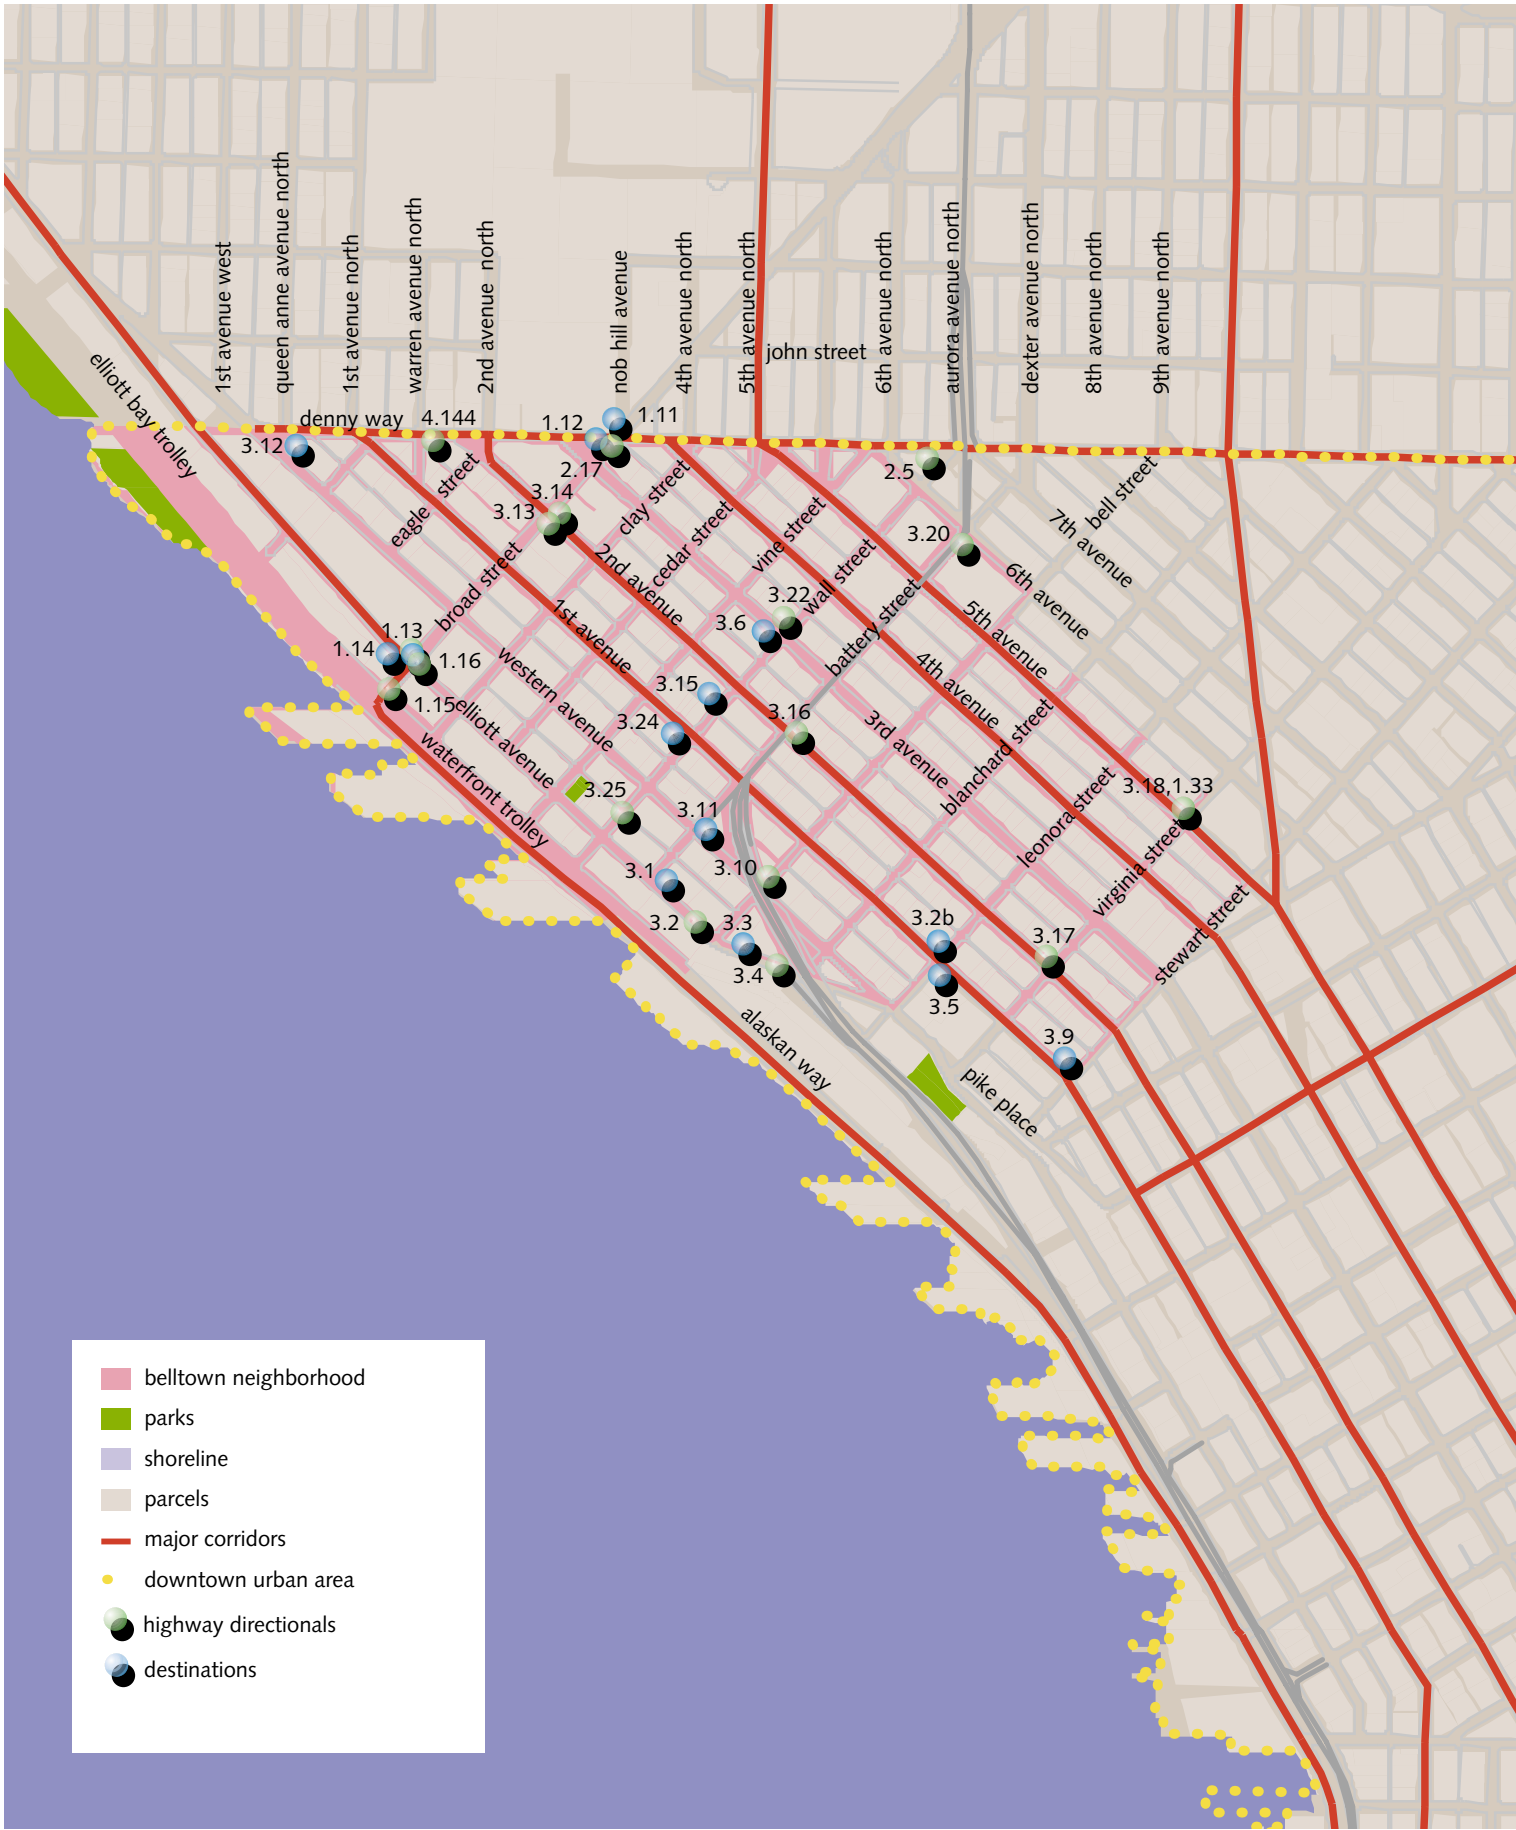 1st avenue west
queen anne avenue north
1st avenue north
warren avenue north
2nd avenue north
nob hill avenue
4th avenue north
5th avenue north
john street
6th avenue north
aurora avenue north
dexter avenue north
8th avenue north
9th avenue north
elliott bay trolley
denny way
4.144
1.12
1.11
3.12
2.17
2.5
eagle
street
3.14
3.13
clay street
cedar street
vine street
wall street
bell street
7th avenue
3.20
6th avenue
broad street
2nd avenue
1st avenue
3.22
3.6
battery street
5th avenue
4th avenue
1.13
1.14
1.16
1.15
western avenue
elliott avenue
3.15
3.24
3.16
3rd avenue
blanchard street
waterfront trolley
3.25
3.11
leonora street
3.18,1.33
virginia street
3.1
3.10
3.2
3.3
3.4
3.2b
3.17
stewart street
3.5
3.9
alaskan way
pike place
belltown neighborhood
parks
shoreline
parcels
major corridors
downtown urban area
highway directionals
destinations